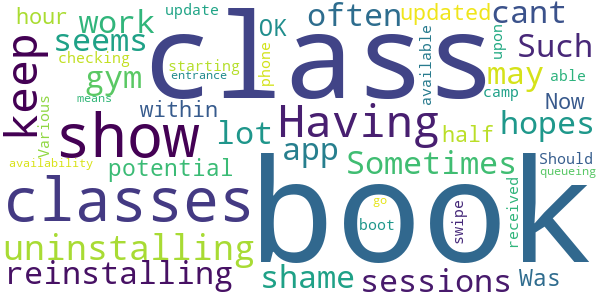 hour work update OK often updated cant
seems class Such
keep gym checking starting phone available upon may able
entrance camp
means Various show within lot Having half Now hopes
availability potential app Sometimes Should
classes book queueing
go received
uninstalling boot swipe
reinstalling shame sessions Was